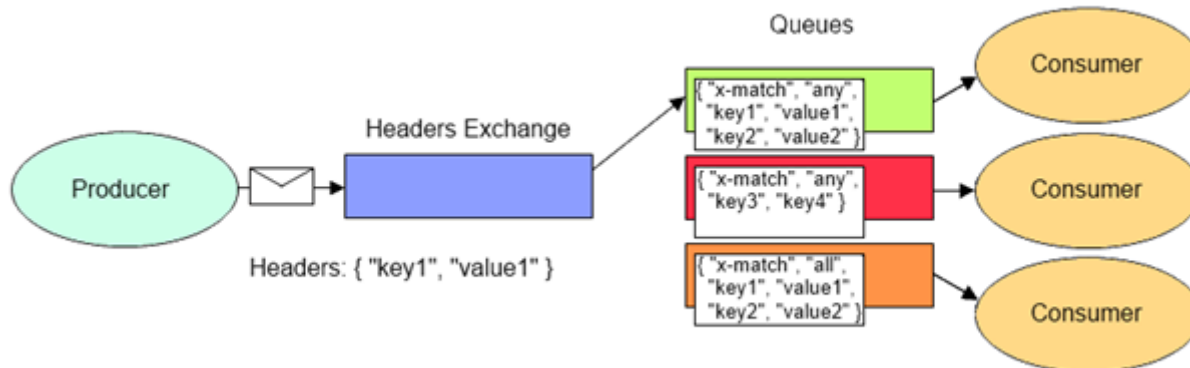 Queues
Consumer
{ "x-match", "any",
"key1", "value1",
"key2", "value2" }
Headers Exchange
Producer
Consumer
{ "x-match", "any",
"key3", "key4" }
Headers: { "key1", "value1" }
{ "x-match", "all",
"key1", "value1",
"key2", "value2" }
Consumer